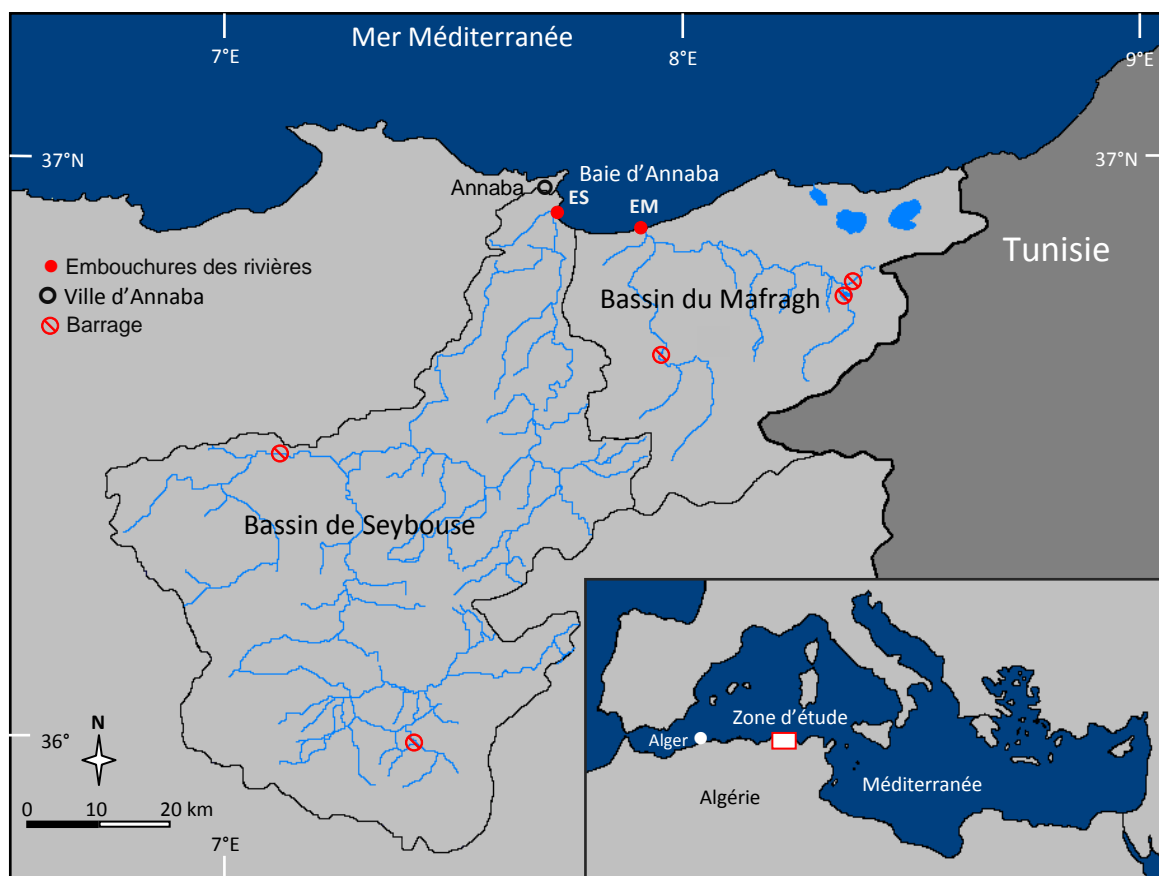 Mer Méditerranée
7°E
8°E
9°E
37°N
37°N
Annaba
Baie d'Annaba
ES
EM
Tunisie
Embouchures des rivières
Ville d'Annaba
Barrage
Bassin du Mafragh
Bassin de Seybouse
N
36°
0 10 20 km
7°E
Zone d'étude
Alger
Méditerranée
Algérie